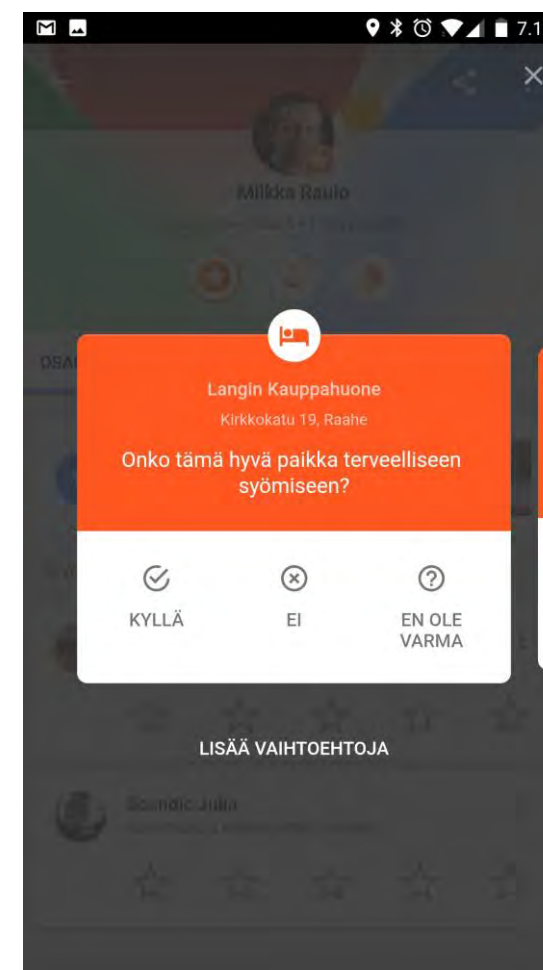 7.1
Miikka Raulo
OSA
Langin Kauppahuone
Kirkkokatu 19, Raahe
Onko tämä hyvä paikka terveelliseen
syömiseen?
KYLLÄ
EI
EN OLE
VARMA
LISÄÄ VAIHTOEHTOJA
Scandic Julia